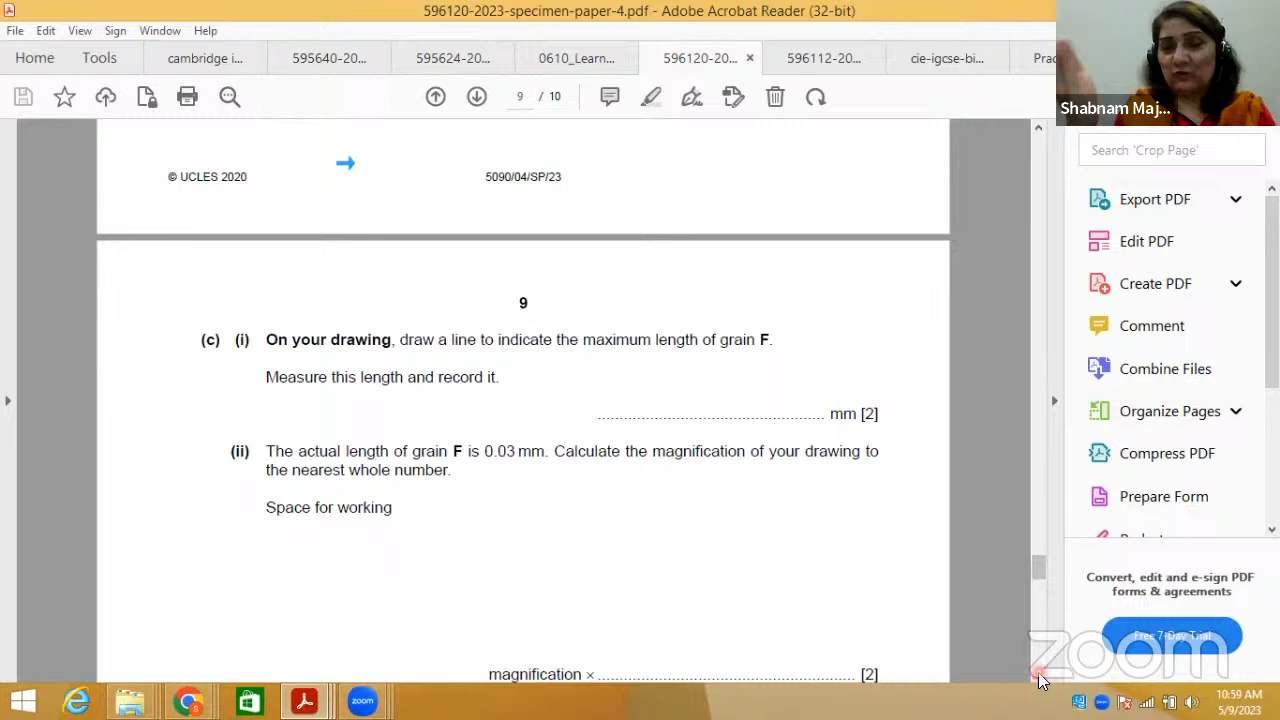 596120-2023-specimen-paper-4.pdf - Adobe Acrobat Reader (32-bit)
File Edit View Sign Window Help
Home Tools cambridge i... 595640-20... 595624-20... 0610_Learn... 596120-20... × 596112-20... cie-igcse-bi... Prac
9 / 10
Shabnam Maj...
© UCLES 2020 5090/04/SP/23
9
(c) (i) On your drawing, draw a line to indicate the maximum length of grain F.
Measure this length and record it.
.................................................... mm [2]
(ii) The actual length of grain F is 0.03 mm. Calculate the magnification of your drawing to
the nearest whole number.
Space for working
magnification × ........................................................... [2]
Search 'Crop Page'
Export PDF
Edit PDF
Create PDF
Comment
Combine Files
Organize Pages
Compress PDF
Prepare Form
Convert, edit and e-sign PDF
forms & agreements
Free 7-Day Trial
zoom
zoom
10:59 AM
5/9/2023